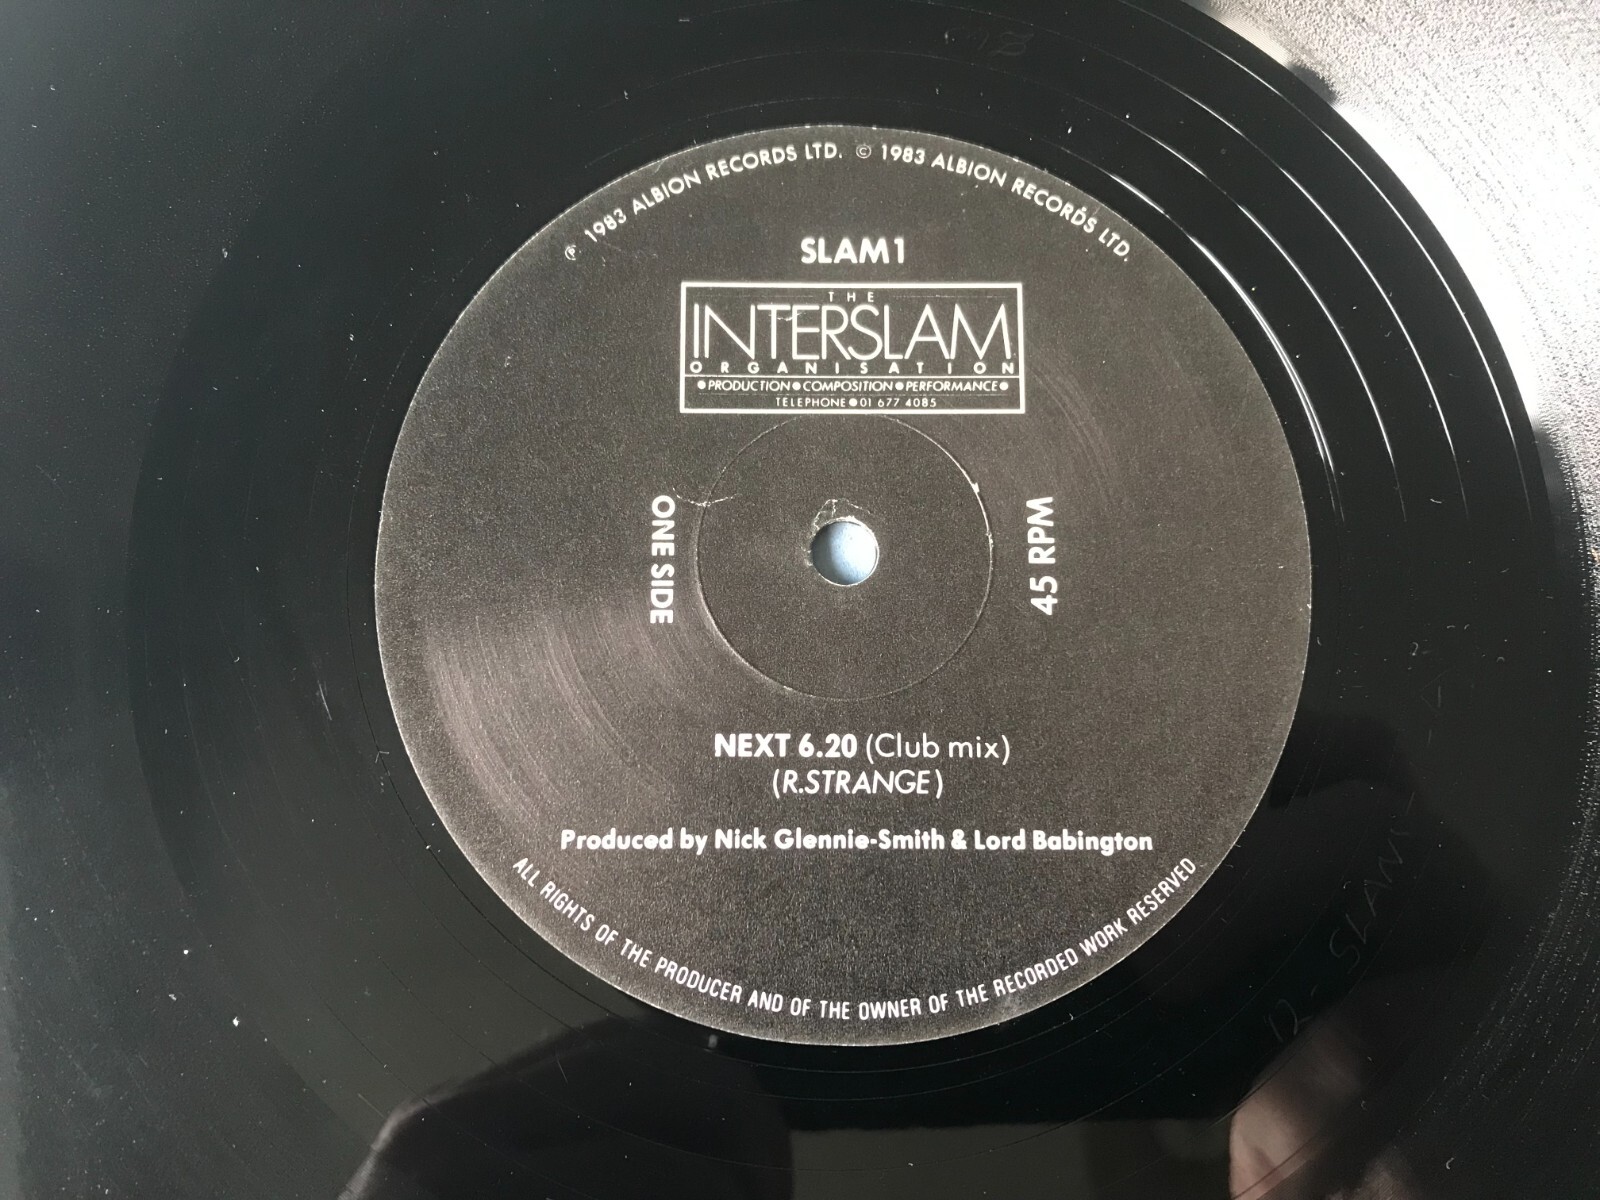 ℗ 1983 ALBION RECORDS LTD. © 1983 ALBION RECORDS LTD.
SLAM1
THE
INTERSLAM
ORGANISATION
●PRODUCTION●COMPOSITION●PERFORMANCE●
TELEPHONE●01 677 4085
ONE SIDE
45 RPM
NEXT 6.20 (Club mix)
(R.STRANGE)
Produced by Nick Glennie-Smith & Lord Babington
ALL RIGHTS OF THE PRODUCER AND OF THE OWNER OF THE RECORDED WORK RESERVED
12-SLAM